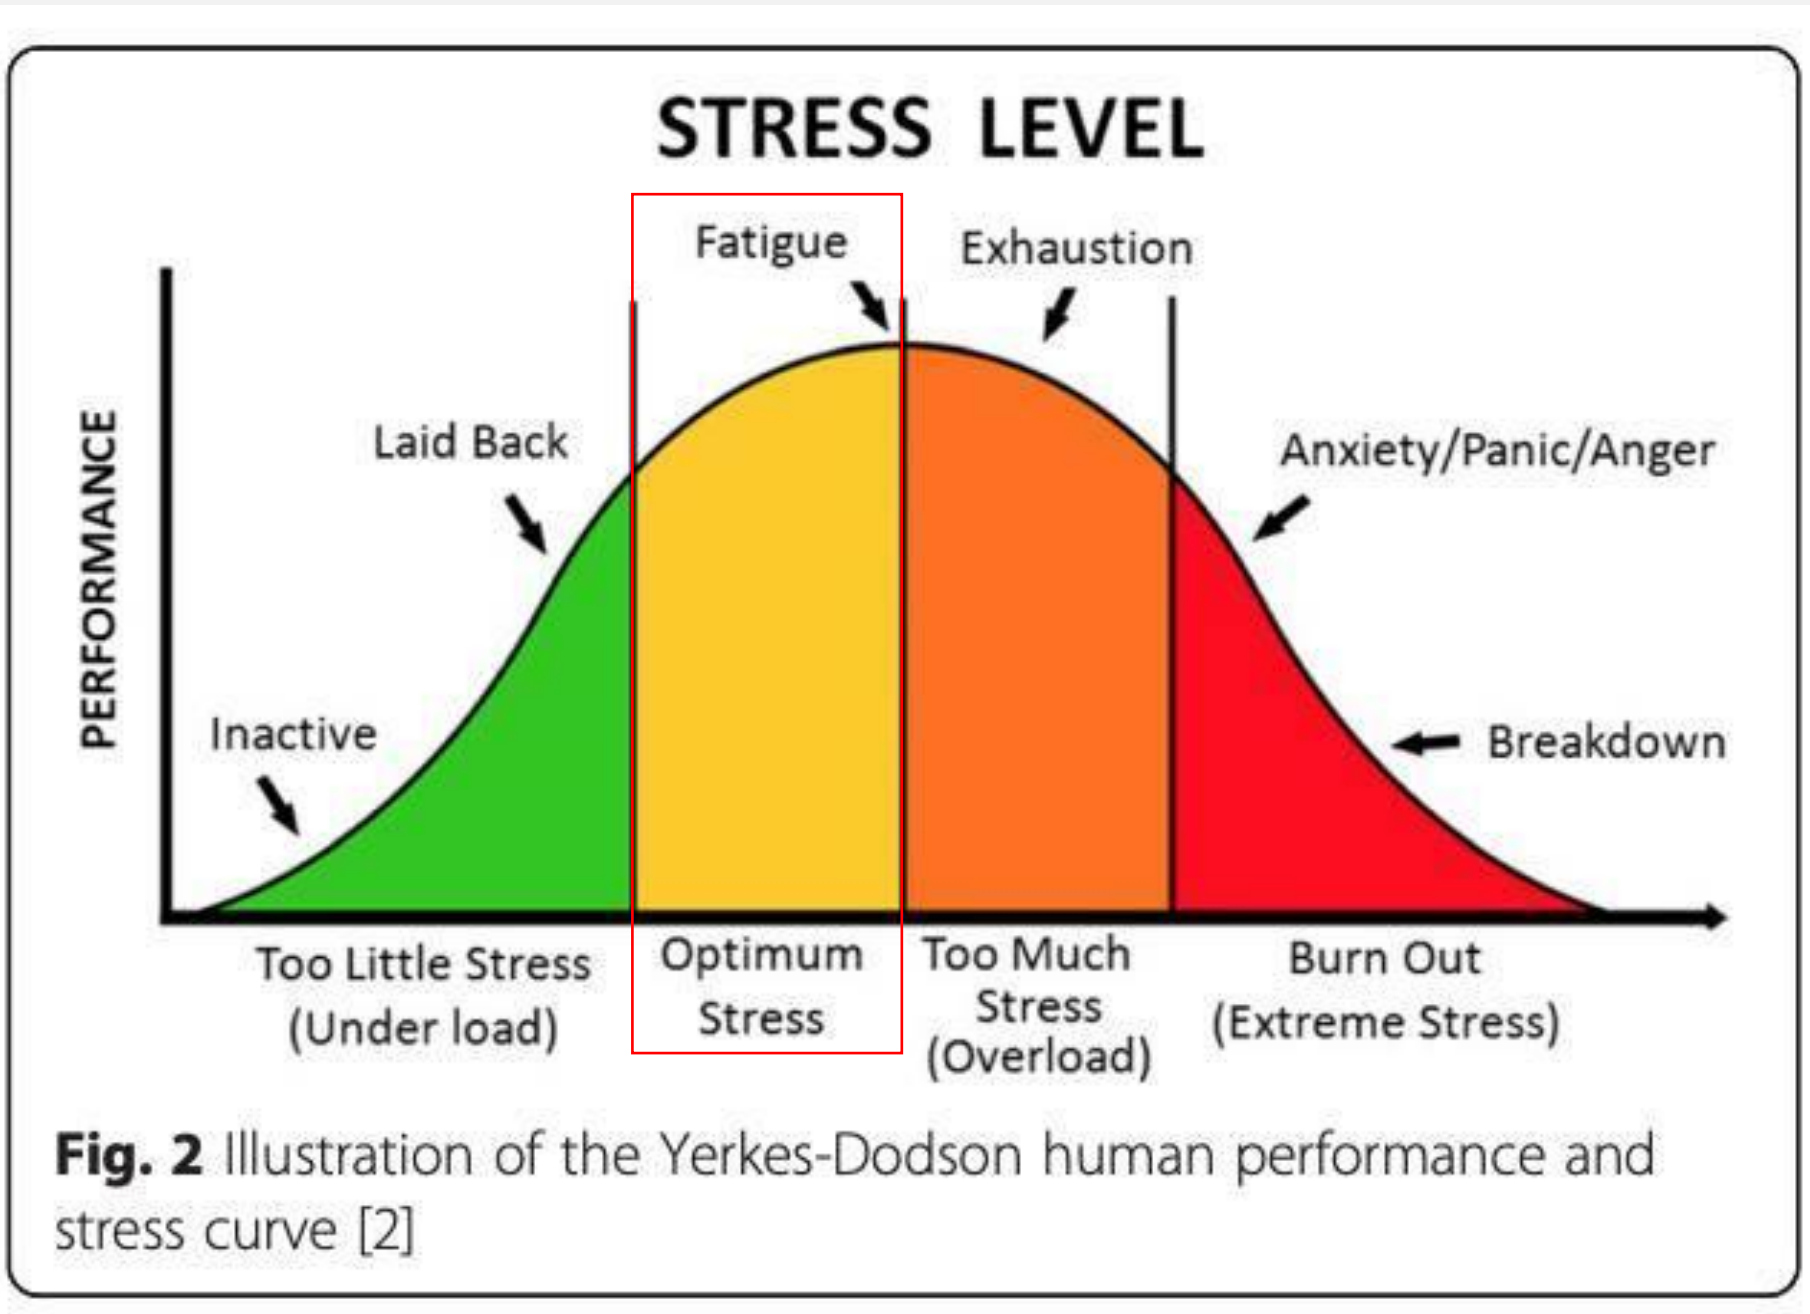 STRESS LEVEL
Fatigue
Exhaustion
Laid Back
Anxiety/Panic/Anger
PERFORMANCE
Inactive
Breakdown
Too Little Stress
(Under load)
Optimum
Stress
Too Much
Stress
(Overload)
Burn Out
(Extreme Stress)
Fig. 2 Illustration of the Yerkes-Dodson human performance and
stress curve [2]